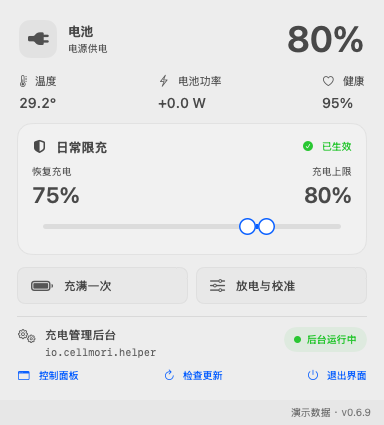 电池
电源供电
80%
温度
电池功率
健康
29.2°
+0.0 W
95%
日常限充
已生效
恢复充电
充电上限
75%
80%
充满一次
放电与校准
充电管理后台
io.cellmori.helper
后台运行中
控制面板
检查更新
退出界面
演示数据 · v0.6.9